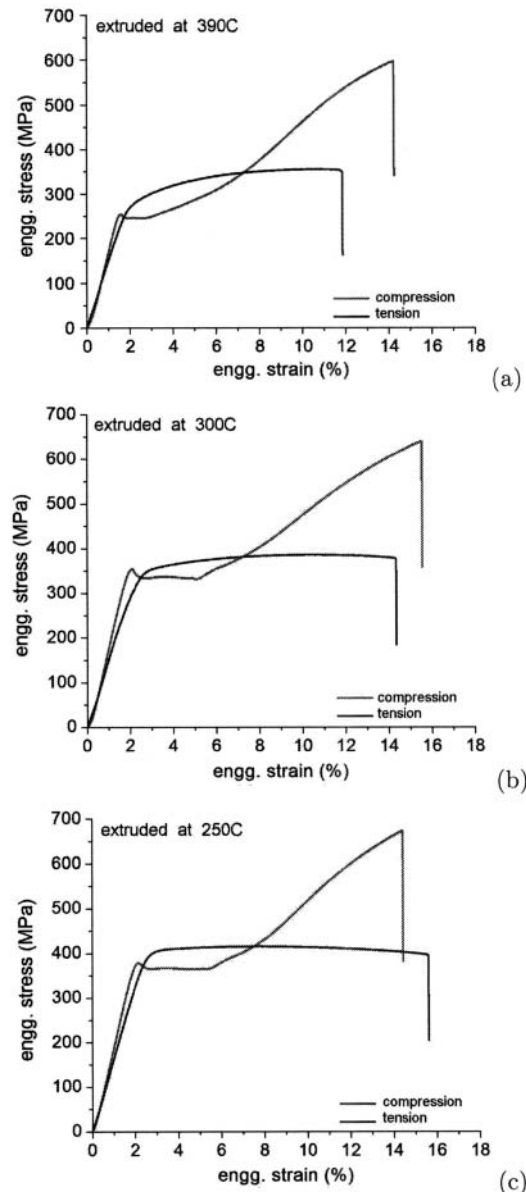 700
extruded at 390C
600
500
400
300
200
100
0
engg. stress (MPa)
compression
tension
0 2 4 6 8 10 12 14 16 18
engg. strain (%)
(a)
700
extruded at 300C
600
500
400
300
200
100
0
engg. stress (MPa)
compression
tension
0 2 4 6 8 10 12 14 16 18
engg. strain (%)
(b)
700
extruded at 250C
600
500
400
300
200
100
0
engg. stress (MPa)
compression
tension
0 2 4 6 8 10 12 14 16 18
engg. strain (%)
(c)